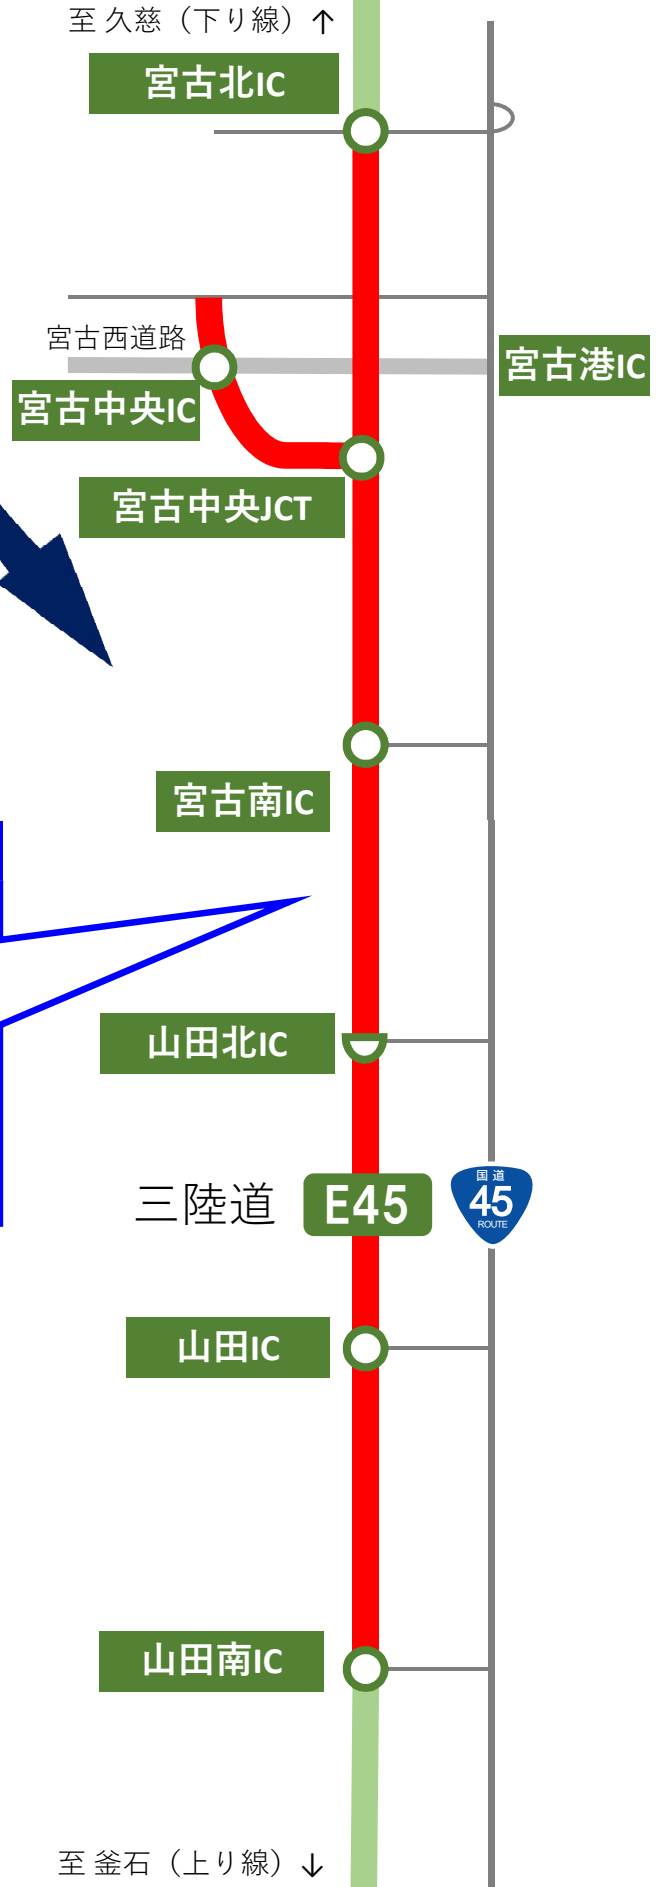 至 久慈（下り線）↑
宮古北IC
宮古西道路
宮古港IC
宮古中央IC
宮古中央JCT
宮古南IC
山田北IC
三陸道
E45
国道
45
ROUTE
山田IC
山田南IC
至 釜石（上り線）↓